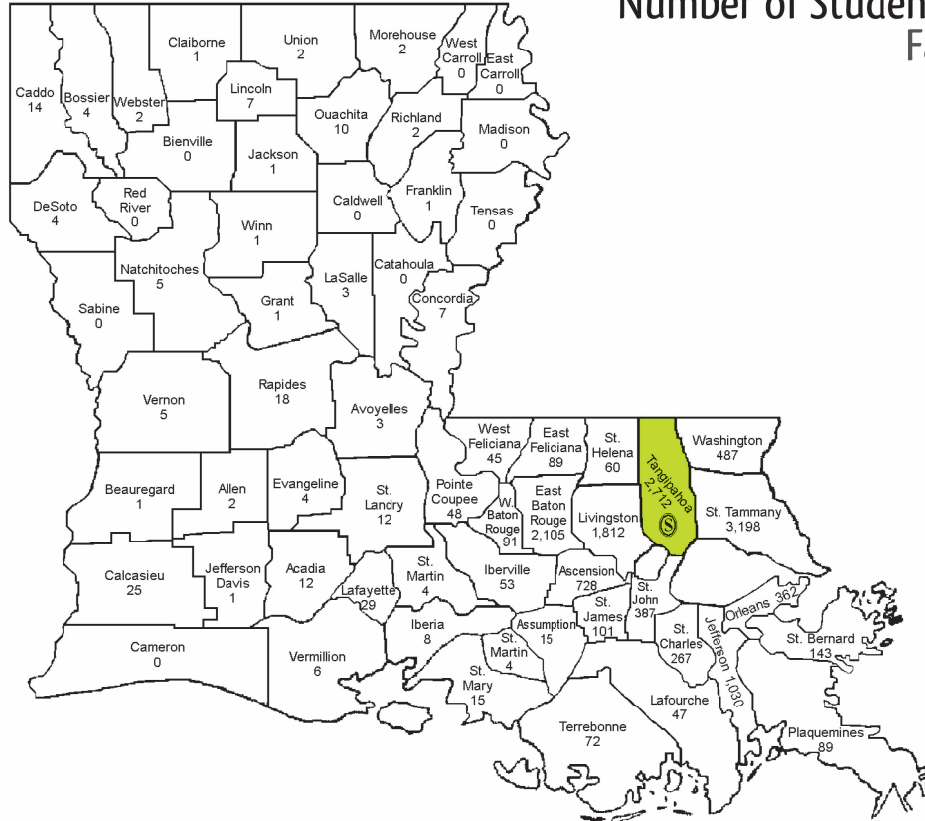 Number of Studen
Fa
Caddo
14
Bossier
4
Webster
2
Claiborne
1
Union
2
Morehouse
2
West
Carroll
0
East
Carroll
0
Lincoln
7
Ouachita
10
Richland
2
Madison
0
Bienville
0
Jackson
1
DeSoto
4
Red
River
0
Winn
1
Caldwell
0
Franklin
1
Tensas
0
Natchitoches
5
Sabine
0
Grant
1
LaSalle
3
Catahoula
0
Concordia
7
Vernon
5
Rapides
18
Avoyelles
3
Beauregard
1
Allen
2
Evangeline
4
St.
Landry
12
Pointe
Coupee
48
West
Feliciana
45
East
Feliciana
89
St.
Helena
60
Tangipahoa
2,712
S
Washington
487
W.
Baton
Rouge
91
East
Baton
Rouge
2,105
Livingston
1,812
St. Tammany
3,198
Calcasieu
25
Jefferson
Davis
1
Acadia
12
Lafayette
29
St.
Martin
4
Iberville
53
Ascension
728
St.
John
387
St.
James
101
Orleans 362
Cameron
0
Vermillion
6
Iberia
8
St.
Martin
4
Assumption
15
St.
Charles
267
Jefferson 1,030
St. Bernard
143
St.
Mary
15
Terrebonne
72
Lafourche
47
Plaquemines
89